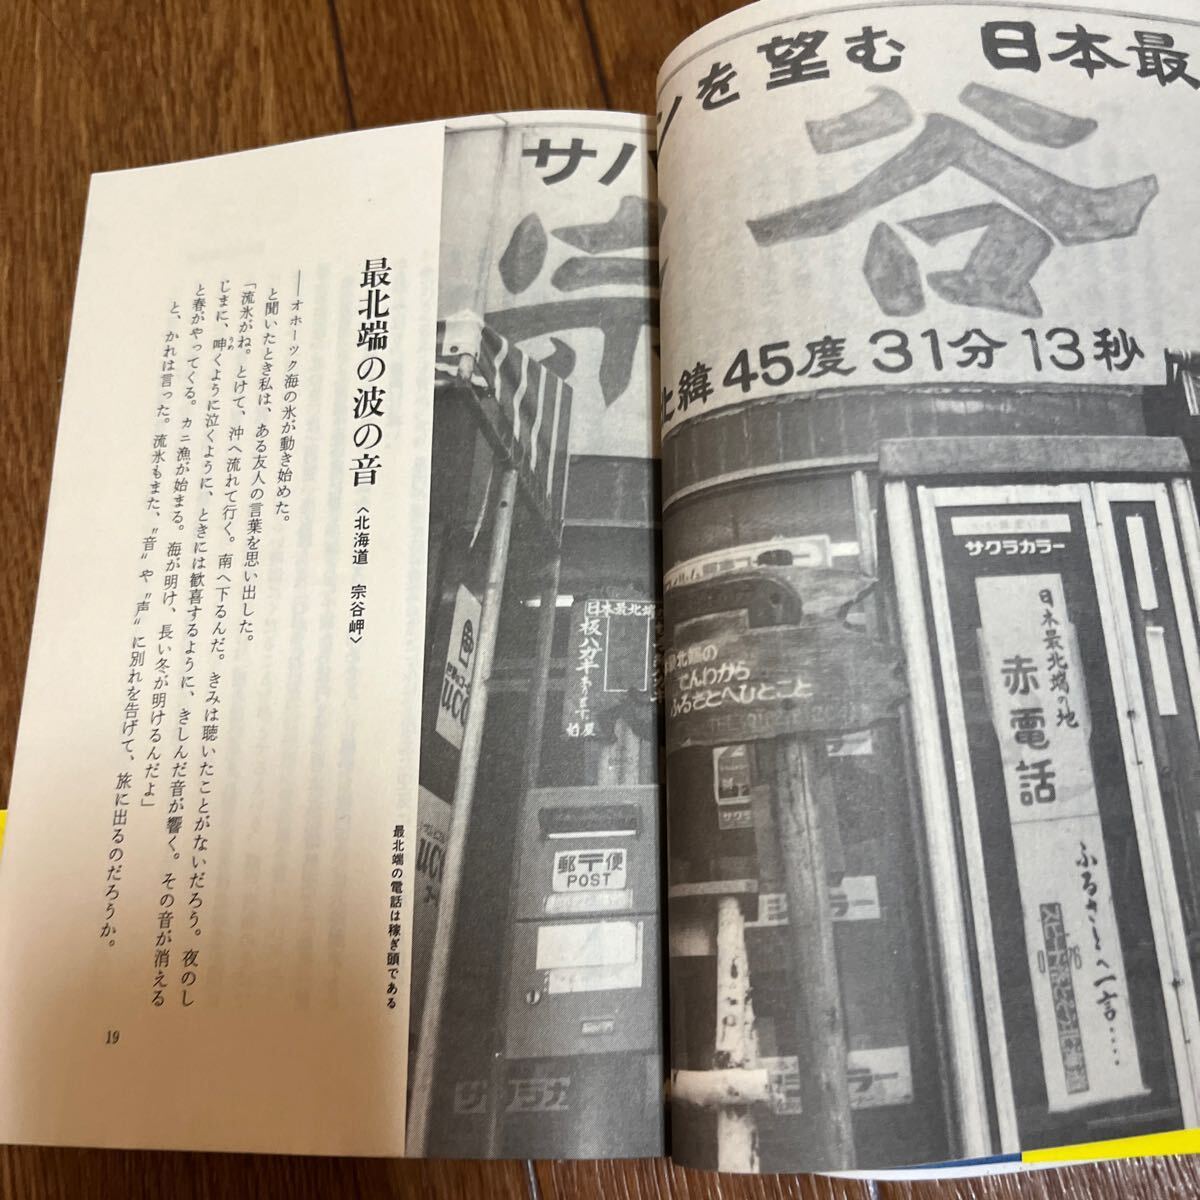 最北端の波の音〈北海道 宗谷岬〉
――オホーツク海の氷が動き始めた。
と聞いたとき私は、ある友人の言葉を思い出した。
「流氷がね。とけて、沖へ流れて行く。南へ下るんだ。きみは聴いたことがないだろう。夜のし
じまに、呻くように泣くように、ときには歓喜するように、きしんだ音が響く。その音が消える
うめ
と春がやってくる。カニ漁が始まる。海が明け、長い冬が明けるんだよ」
と、かれは言った。流氷もまた、〝音〟や〝声〟に別れを告げて、旅に出るのだろうか。
最北端の電話は稼ぎ頭である
19
サハ
ンを望む 日本最
宗
谷
北緯45度31分13秒
サクラカラー
日本最北端の地
赤電話
ふるさとへ一言……
最北端の
でんわから
ふるさとへひとこと
日本最北端
UCC
郵〒便
POST
サクラカ
ラー